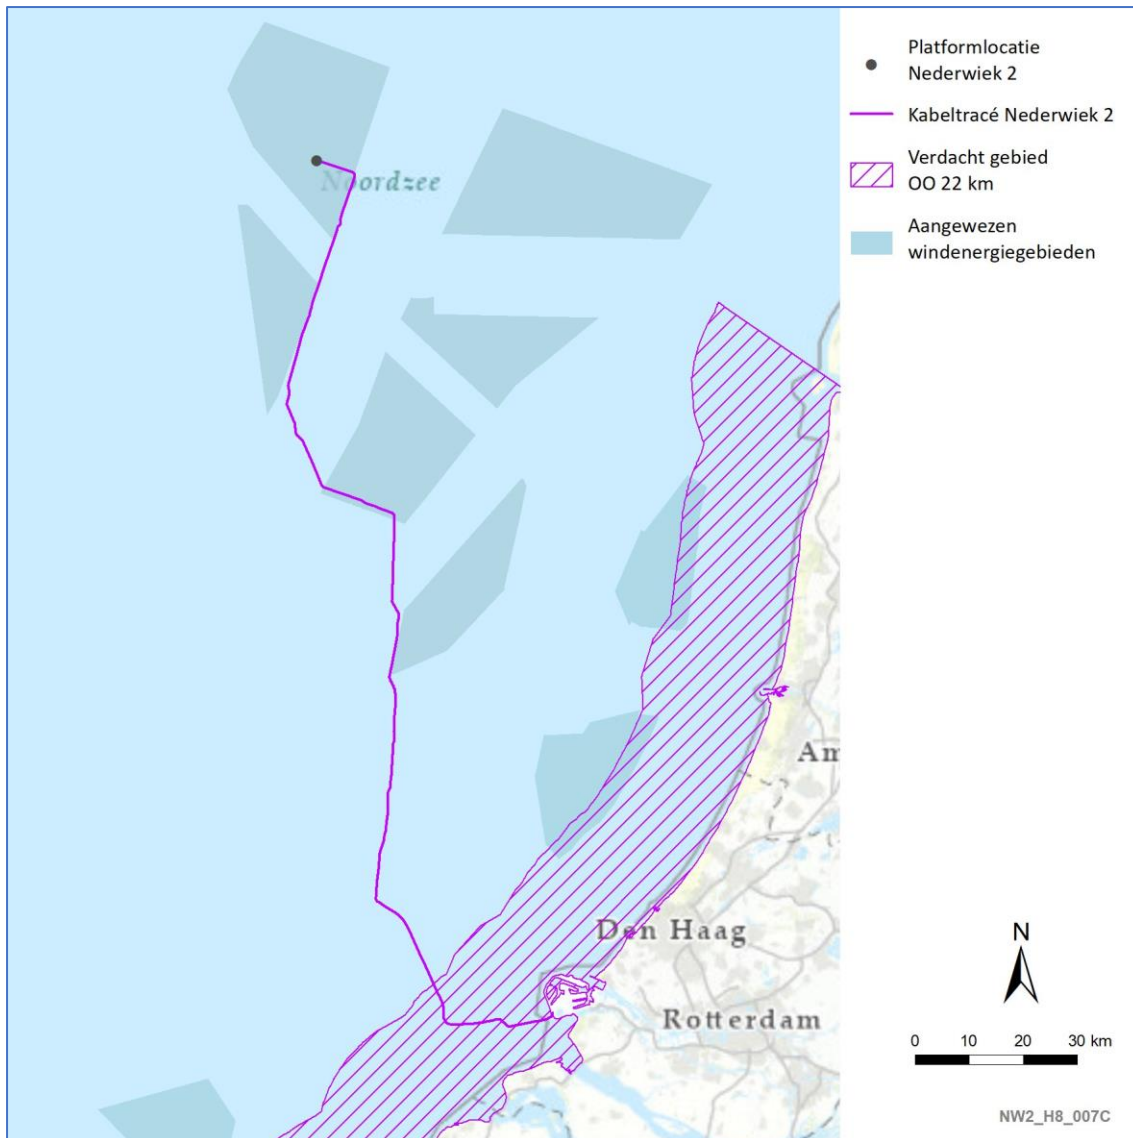 Platformlocatie
Nederwiek 2
Kabeltracé Nederwiek 2
Verdacht gebied
OO 22 km
Aangewezen
windenergiegebieden
Noordzee
Am
Den Haag
Rotterdam
N
0 10 20 30 km
NW2_H8_007C